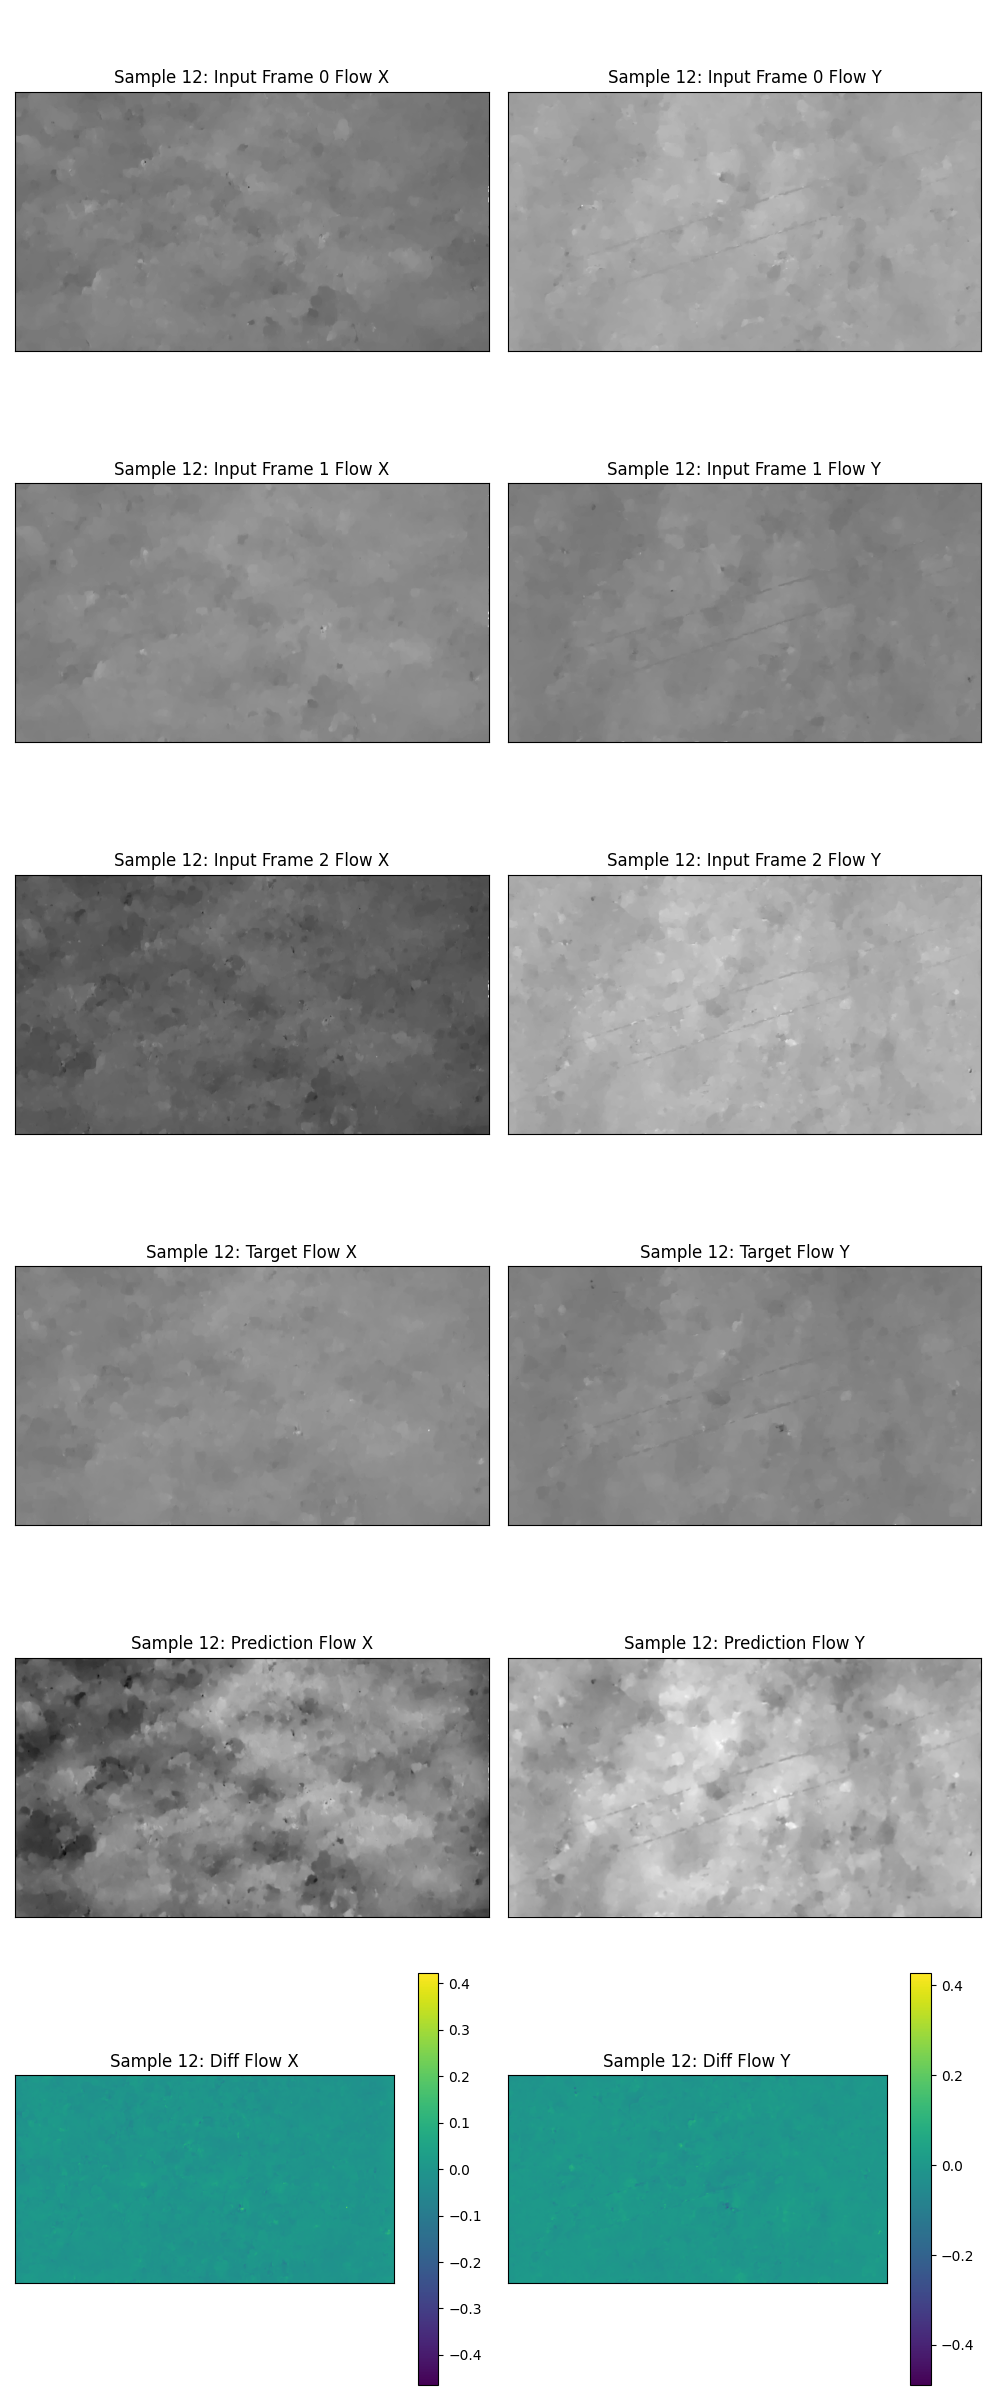 Sample 12: Input Frame 0 Flow X
Sample 12: Input Frame 0 Flow Y
Sample 12: Input Frame 1 Flow X
Sample 12: Input Frame 1 Flow Y
Sample 12: Input Frame 2 Flow X
Sample 12: Input Frame 2 Flow Y
Sample 12: Target Flow X
Sample 12: Target Flow Y
Sample 12: Prediction Flow X
Sample 12: Prediction Flow Y
Sample 12: Diff Flow X
0.4
0.3
0.2
0.1
0.0
−0.1
−0.2
−0.3
−0.4
Sample 12: Diff Flow Y
0.4
0.2
0.0
−0.2
−0.4